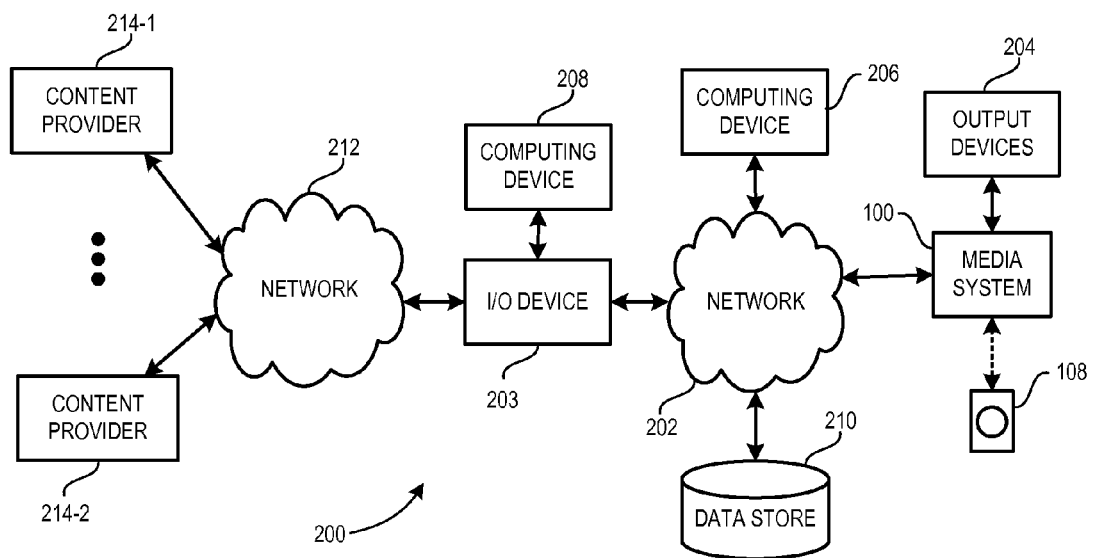 214-1
CONTENT
PROVIDER
208
COMPUTING
DEVICE
206
COMPUTING
DEVICE
204
OUTPUT
DEVICES
212
NETWORK
I/O DEVICE
203
NETWORK
202
100
MEDIA
SYSTEM
108
CONTENT
PROVIDER
214-2
210
DATA STORE
200